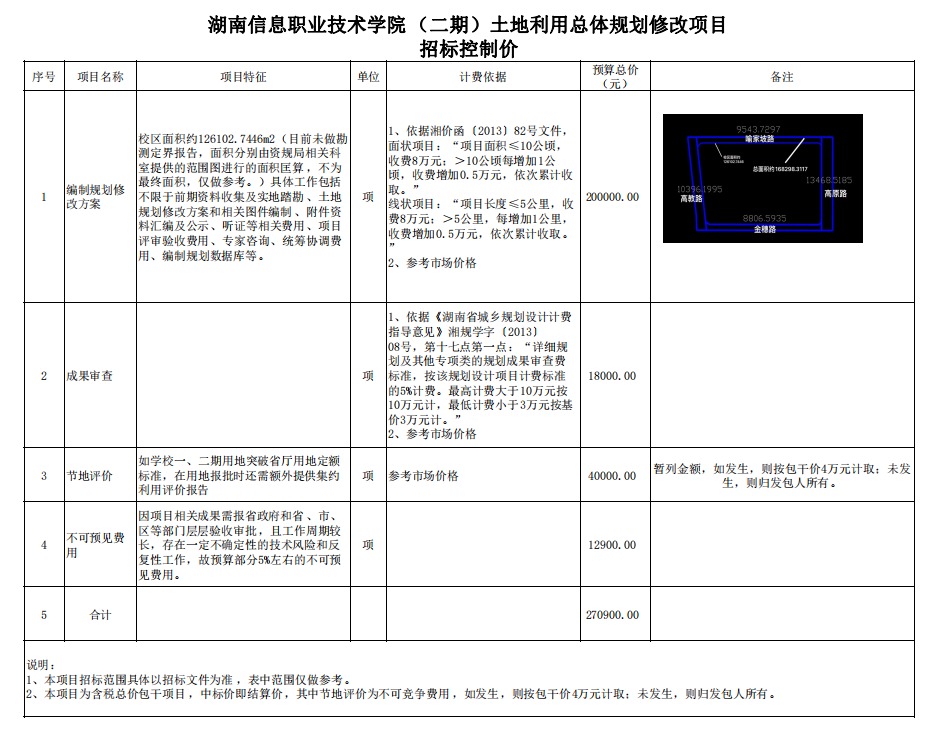 湖南信息职业技术学院（二期）土地利用总体规划修改项目
招标控制价
序号 项目名称 项目特征 单位 计费依据 预算总价（元） 备注
1
编制规划修
改方案
校区面积约126102.7446m2（目前未做勘
测定界报告，面积分别由资规局相关科
室提供的范围图进行的面积匡算，不为
最终面积，仅做参考。）具体工作包括
不限于前期资料收集及实地踏勘、土地
规划修改方案和相关图件编制、附件资
料汇编及公示、听证等相关费用、项目
评审验收费用、专家咨询、统筹协调费
用、编制规划数据库等。
项
1、依据湘价函〔2013〕82号文件，
面状项目：“项目面积≤10公顷，
收费8万元；＞10公顷每增加1公
顷，收费增加0.5万元，依次累计收
取。”
线状项目：“项目长度≤5公里，收
费8万元；＞5公里，每增加1公里，
收费增加0.5万元，依次累计收取。
”
2、参考市场价格
200000.00
9543.7297
喻家坡路
校区面积约
126102.7446
总面积约168298.3117
10396.1995
高教路
13468.5185
高原路
8806.5935
金穗路
2
成果审查
项
1、依据《湖南省城乡规划设计计费
指导意见》湘规学字〔2013〕
08号，第十七点第一点：“详细规
划及其他专项类的规划成果审查费
标准，按该规划设计项目计费标准
的5%计费。最高计费大于10万元按
10万元计，最低计费小于3万元按基
价3万元计。”
2、参考市场价格
18000.00
3
节地评价
如学校一、二期用地突破省厅用地定额
标准，在用地报批时还需额外提供集约
利用评价报告
项
参考市场价格
40000.00
暂列金额，如发生，则按包干价4万元计取；未发
生，则归发包人所有。
4
不可预见费
用
因项目相关成果需报省政府和省、市、
区等部门层层验收审批，且工作周期较
长，存在一定不确定性的技术风险和反
复性工作，故预算部分5%左右的不可预
见费用。
项
12900.00
5
合计
270900.00
说明：
1、本项目招标范围具体以招标文件为准，表中范围仅做参考。
2、本项目为含税总价包干项目，中标价即结算价，其中节地评价为不可竞争费用，如发生，则按包干价4万元计取；未发生，则归发包人所有。